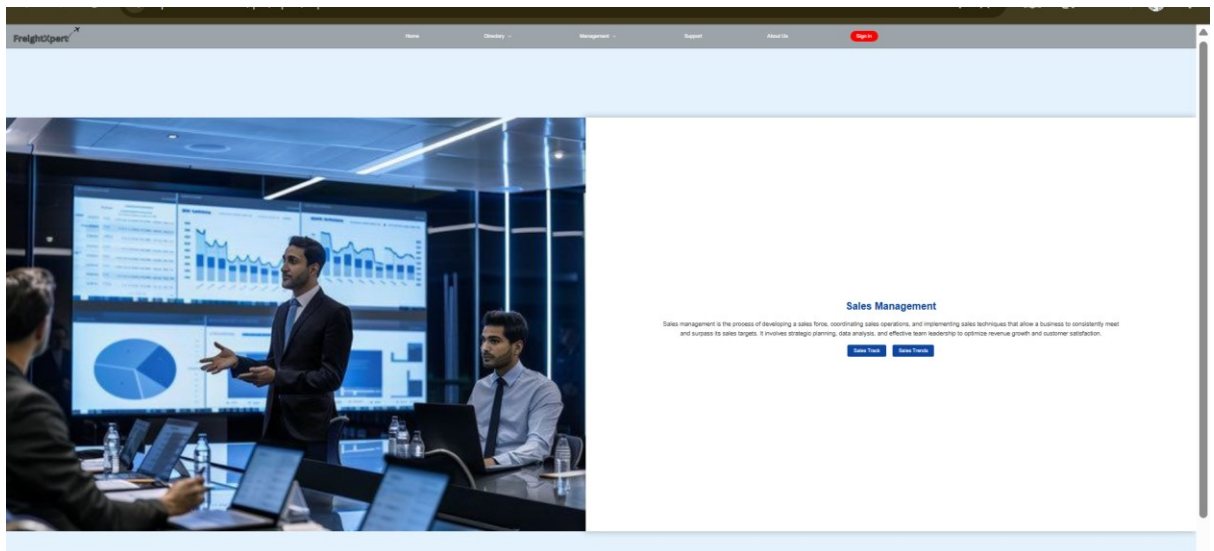 FreightXpert
Home
Directory
Management
Support
About Us
Sign in
Sales Management
Sales management is the process of developing a sales force, coordinating sales operations, and implementing sales techniques that allow a business to consistently meet
and surpass its sales targets. It involves strategic planning, data analysis, and effective team leadership to optimize revenue growth and customer satisfaction.
Sales Track
Sales Trends